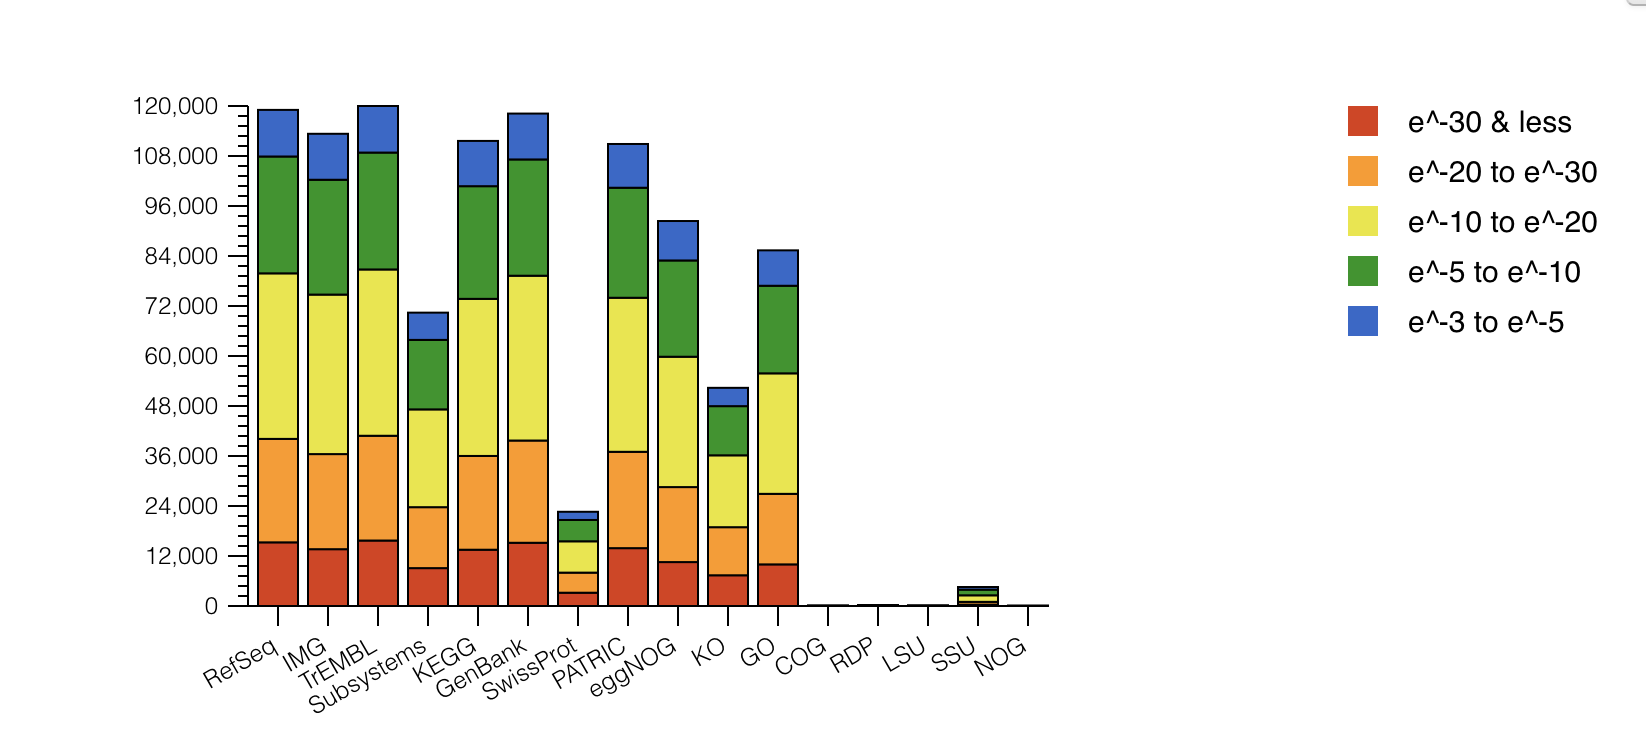 120,000
108,000
96,000
84,000
72,000
60,000
48,000
36,000
24,000
12,000
0
RefSeq
IMG
TrEMBL
Subsystems
KEGG
GenBank
SwissProt
PATRIC
eggNOG
KO
GO
COG
RDP
LSU
SSU
NOG
e^-30 & less
e^-20 to e^-30
e^-10 to e^-20
e^-5 to e^-10
e^-3 to e^-5